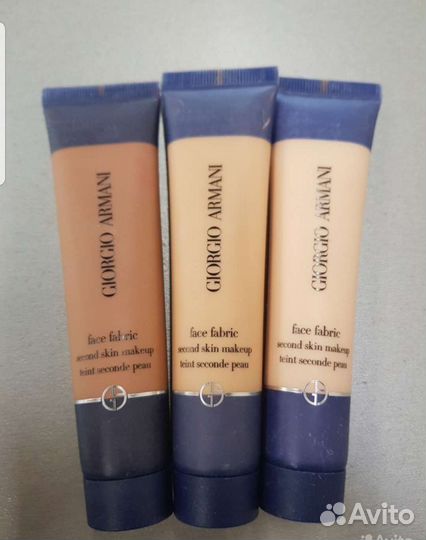 GIORGIO ARMANI
face fabric
second skin makeup
teint seconde peau
GIORGIO ARMANI
face fabric
second skin makeup
teint seconde peau
GIORGIO ARMANI
face fabric
second skin makeup
teint seconde peau
Avito
Avito